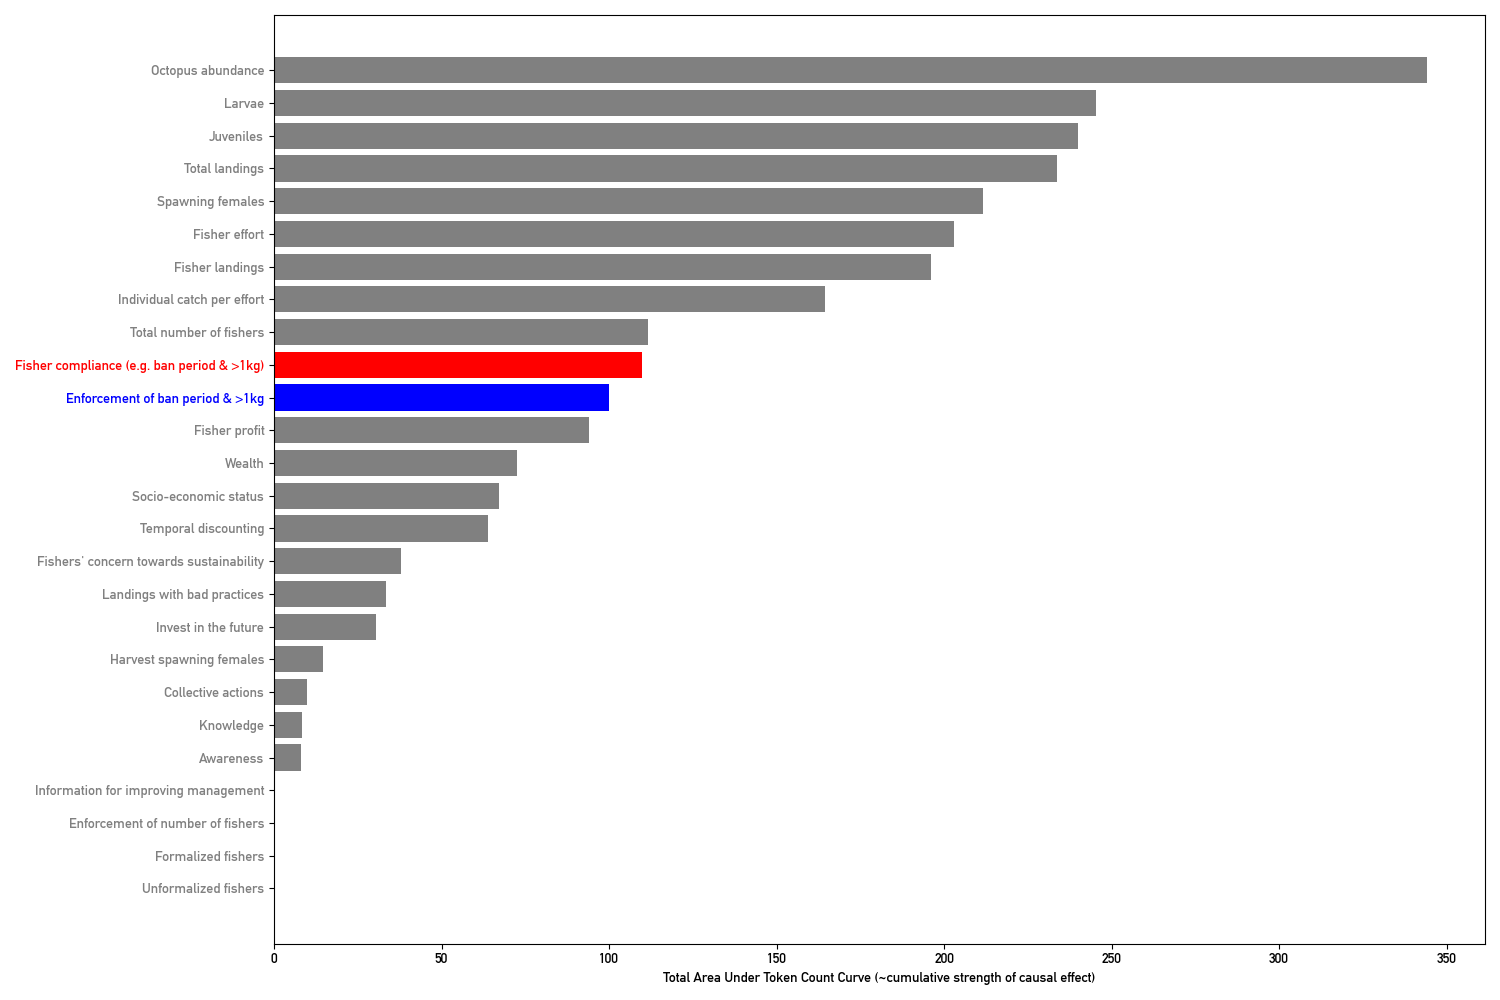 Octopus abundance
Larvae
Juveniles
Total landings
Spawning females
Fisher effort
Fisher landings
Individual catch per effort
Total number of fishers
Fisher compliance (e.g. ban period & >1kg)
Enforcement of ban period & >1kg
Fisher profit
Wealth
Socio-economic status
Temporal discounting
Fishers' concern towards sustainability
Landings with bad practices
Invest in the future
Harvest spawning females
Collective actions
Knowledge
Awareness
Information for improving management
Enforcement of number of fishers
Formalized fishers
Unformalized fishers
0 50 100 150 200 250 300 350
Total Area Under Token Count Curve (~cumulative strength of causal effect)